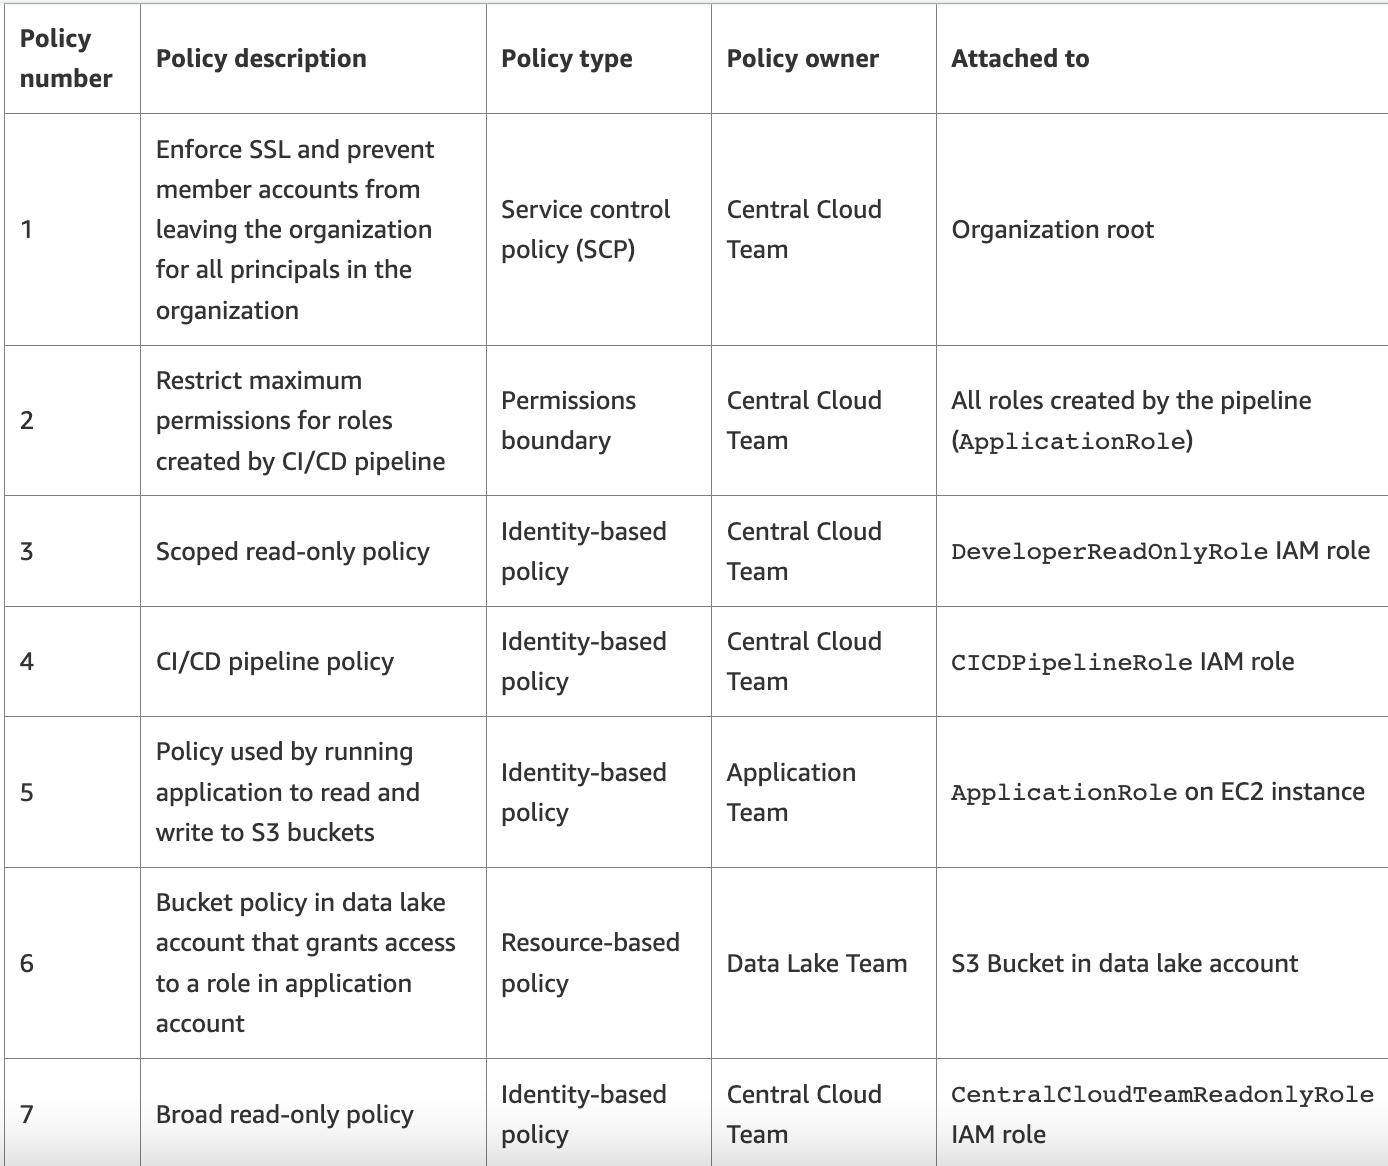 Policy number
Policy description
Policy type
Policy owner
Attached to
1
Enforce SSL and prevent
member accounts from
leaving the organization
for all principals in the
organization
Service control
policy (SCP)
Central Cloud
Team
Organization root
2
Restrict maximum
permissions for roles
created by CI/CD pipeline
Permissions
boundary
Central Cloud
Team
All roles created by the pipeline
(ApplicationRole)
3
Scoped read-only policy
Identity-based
policy
Central Cloud
Team
DeveloperReadOnlyRole IAM role
4
CI/CD pipeline policy
Identity-based
policy
Central Cloud
Team
CICDPipelineRole IAM role
5
Policy used by running
application to read and
write to S3 buckets
Identity-based
policy
Application
Team
ApplicationRole on EC2 instance
6
Bucket policy in data lake
account that grants access
to a role in application
account
Resource-based
policy
Data Lake Team
S3 Bucket in data lake account
7
Broad read-only policy
Identity-based
policy
Central Cloud
Team
CentralCloudTeamReadonlyRole
IAM role